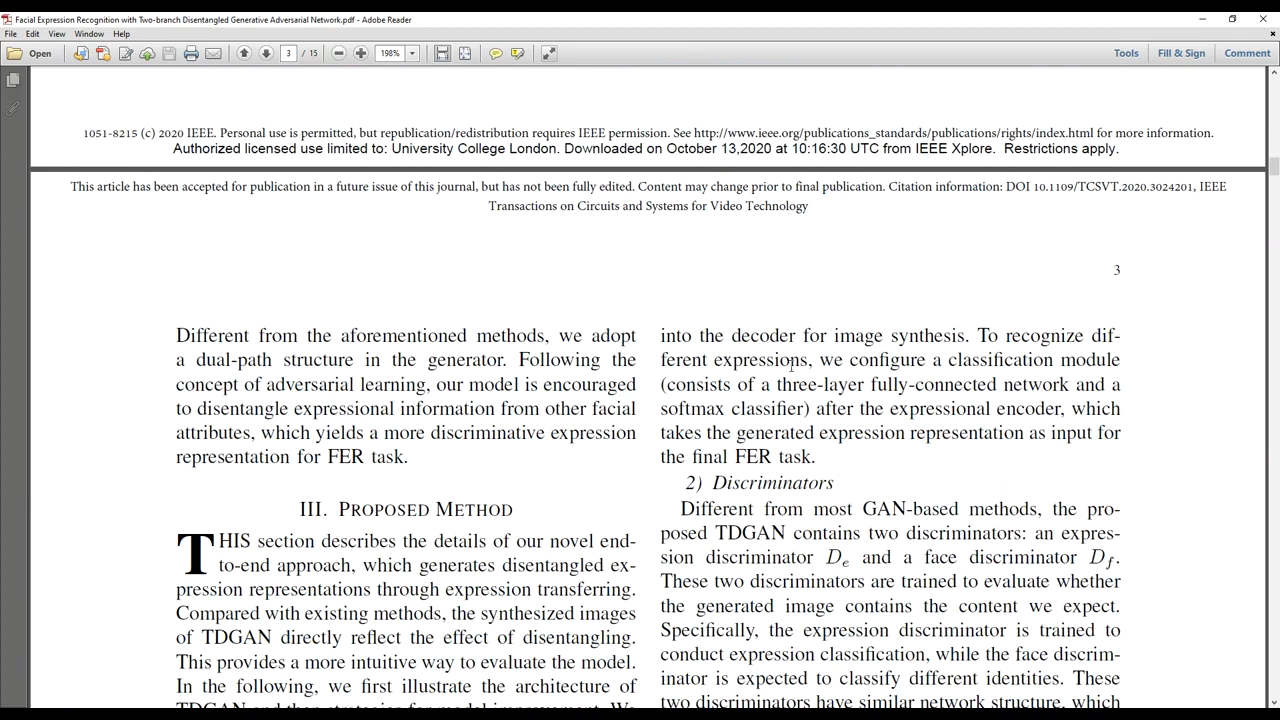 Facial Expression Recognition with Two-branch Disentangled Generative Adversarial Network.pdf - Adobe Reader
File Edit View Window Help
Open 3 / 15 198% Tools Fill & Sign Comment
1051-8215 (c) 2020 IEEE. Personal use is permitted, but republication/redistribution requires IEEE permission. See http://www.ieee.org/publications_standards/publications/rights/index.html for more information.
Authorized licensed use limited to: University College London. Downloaded on October 13,2020 at 10:16:30 UTC from IEEE Xplore. Restrictions apply.
This article has been accepted for publication in a future issue of this journal, but has not been fully edited. Content may change prior to final publication. Citation information: DOI 10.1109/TCSVT.2020.3024201, IEEE
Transactions on Circuits and Systems for Video Technology
3
Different from the aforementioned methods, we adopt
a dual-path structure in the generator. Following the
concept of adversarial learning, our model is encouraged
to disentangle expressional information from other facial
attributes, which yields a more discriminative expression
representation for FER task.
III. PROPOSED METHOD
THIS section describes the details of our novel end-
to-end approach, which generates disentangled ex-
pression representations through expression transferring.
Compared with existing methods, the synthesized images
of TDGAN directly reflect the effect of disentangling.
This provides a more intuitive way to evaluate the model.
In the following, we first illustrate the architecture of
TDGAN and then strategies for model improvement. We
into the decoder for image synthesis. To recognize dif-
ferent expressions, we configure a classification module
(consists of a three-layer fully-connected network and a
softmax classifier) after the expressional encoder, which
takes the generated expression representation as input for
the final FER task.
2) Discriminators
Different from most GAN-based methods, the pro-
posed TDGAN contains two discriminators: an expres-
sion discriminator De and a face discriminator Df.
These two discriminators are trained to evaluate whether
the generated image contains the content we expect.
Specifically, the expression discriminator is trained to
conduct expression classification, while the face discrim-
inator is expected to classify different identities. These
two discriminators have similar network structure, which